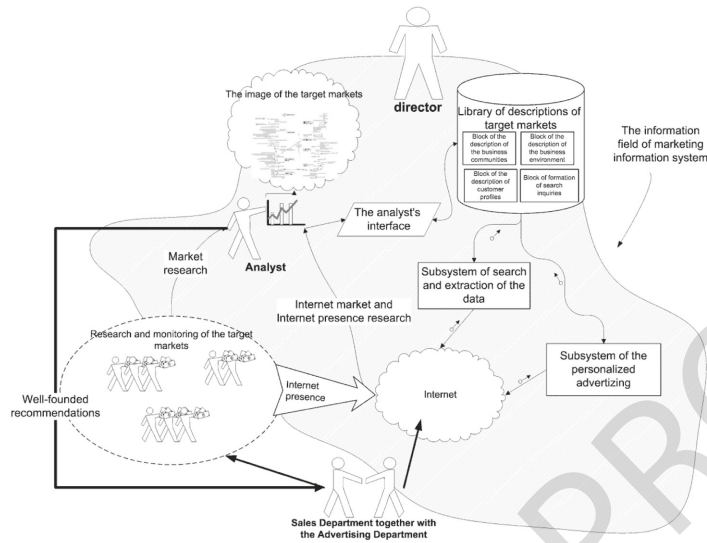 The image of the target markets
director
Library of descriptions of
target markets
Block of the
description of
the business
communities
Block of the
description of
the business
environment
Block of the
description of
customer
profiles
Block of formation
of search
inquiries
The information
field of marketing
information system
The analyst's
interface
Analyst
Market
research
Subsystem of search
and extraction of the
data
Internet market and
Internet presence research
Research and monitoring of the target
markets
Subsystem of the
personalized
advertizing
Internet
presence
Internet
Well-founded
recommendations
Sales Department together with
the Advertising Department
PRO